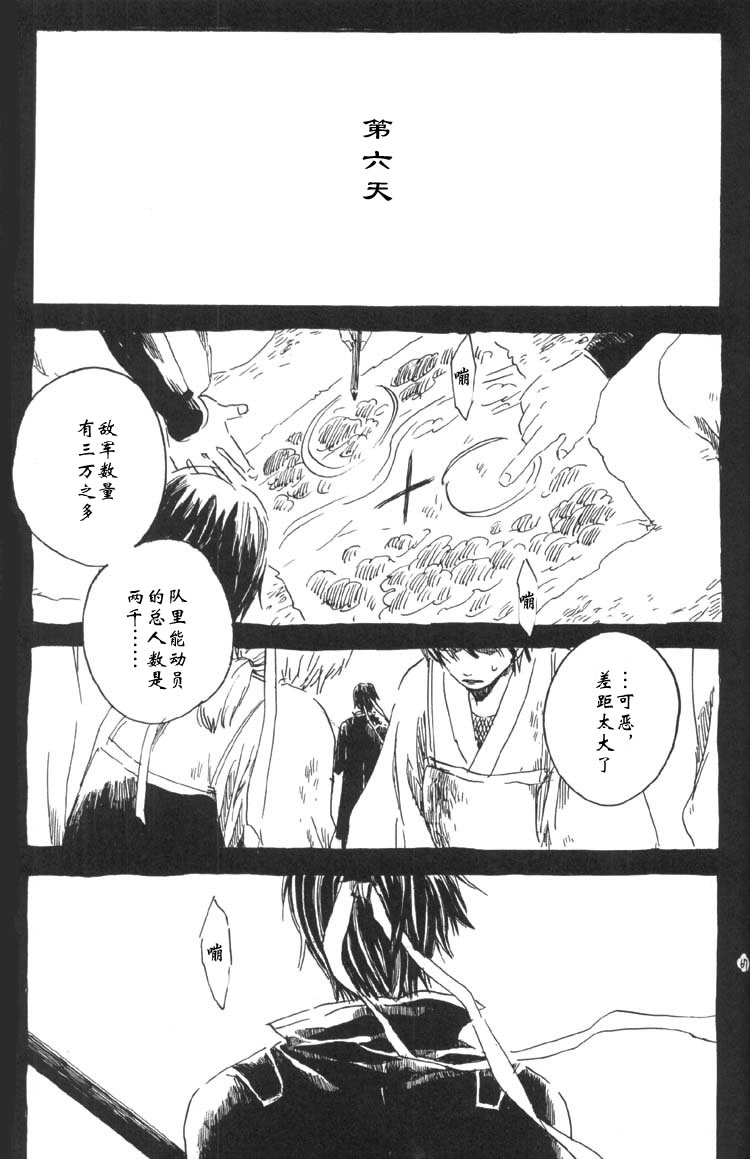 第六天
嘣
敌军数量
有三万之多
嘣
队里能动员
的总人数是
两千……
…可恶，
差距太大了
嘣